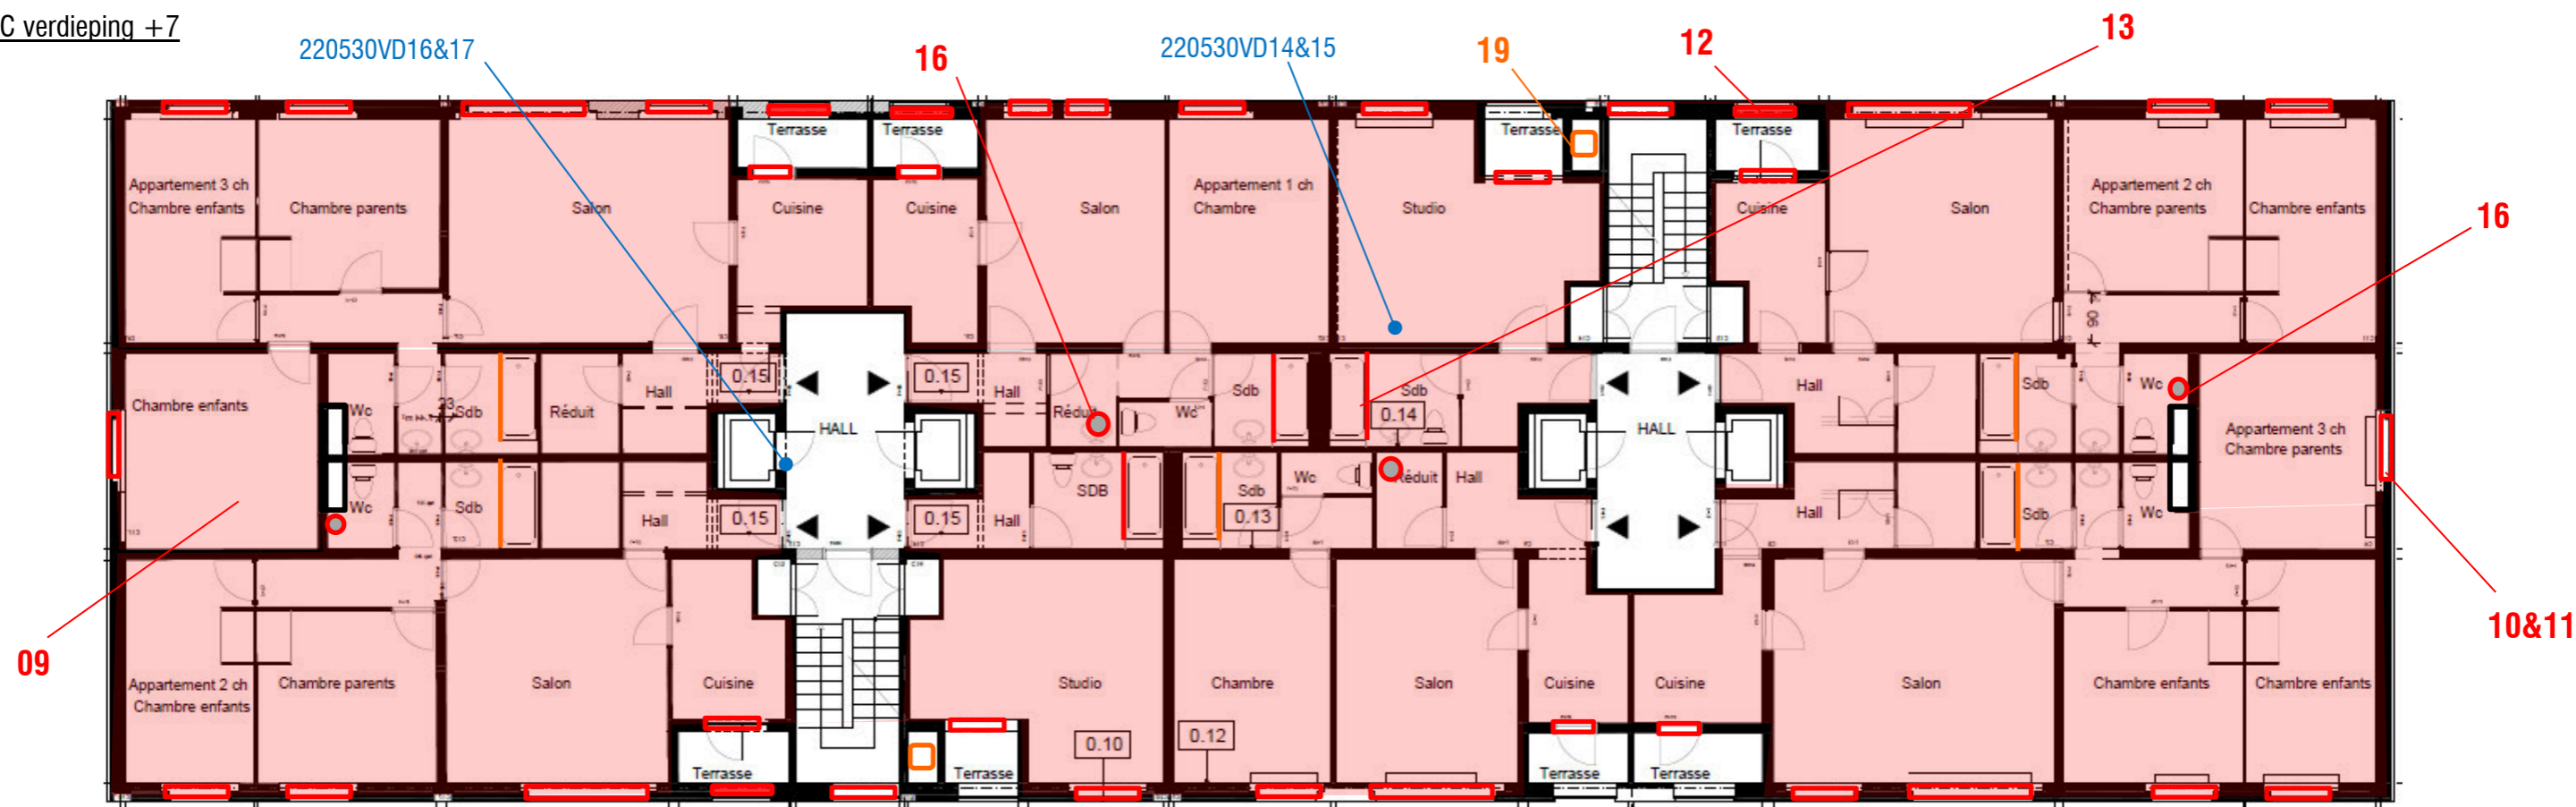 C verdieping +7
220530VD16&17
16
220530VD14&15
19
12
13
Terrasse
Terrasse
Terrasse
Terrasse
Appartement 3 ch
Chambre enfants
Chambre parents
Salon
Cuisine
Cuisine
Salon
Appartement 1 ch
Chambre
Studio
Cuisine
Salon
Appartement 2 ch
Chambre parents
Chambre enfants
16
90
Chambre enfants
Wc
23
Sdb
Réduit
Hall
0.15
0.15
Hall
Réduit
Wc
Sdb
Sdb
0.14
HALL
HALL
Hall
Sdb
Wc
Appartement 3 ch
Chambre parents
Wc
Sdb
Hall
0.15
0.15
Hall
SDB
Sdb
0.13
Wc
Réduit
Hall
Hall
Sdb
Wc
09
10&11
Appartement 2 ch
Chambre enfants
Chambre parents
Salon
Cuisine
Studio
Chambre
Salon
Cuisine
Cuisine
Salon
Chambre enfants
Chambre enfants
0.10
0.12
Terrasse
Terrasse
Terrasse
Terrasse